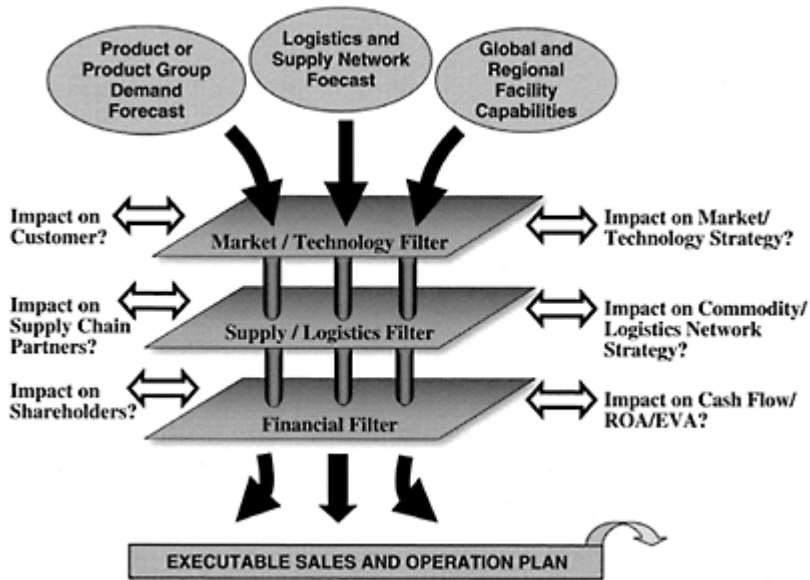 Product or
Product Group
Demand
Forecast
Logistics and
Supply Network
Foecast
Global and
Regional
Facility
Capabilities
Impact on
Customer?
Market / Technology Filter
Impact on Market/
Technology Strategy?
Impact on
Supply Chain
Partners?
Supply / Logistics Filter
Impact on Commodity/
Logistics Network
Strategy?
Impact on
Shareholders?
Financial Filter
Impact on Cash Flow/
ROA/EVA?
EXECUTABLE SALES AND OPERATION PLAN